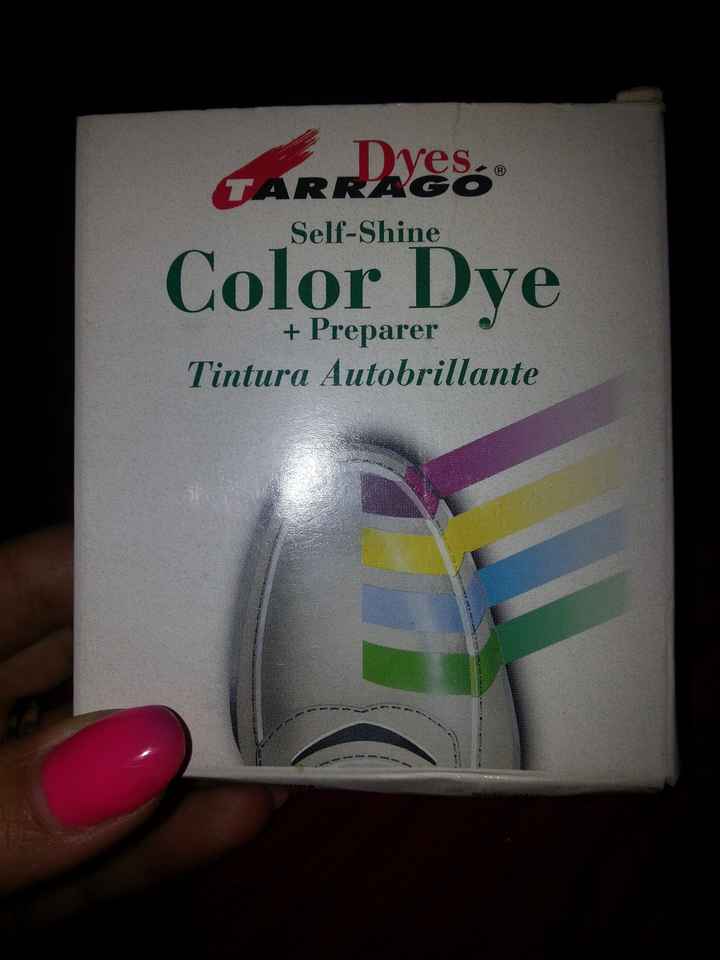 Dyes
TARRAGÓ®
Self-Shine
Color Dye
+ Preparer
Tintura Autobrillante